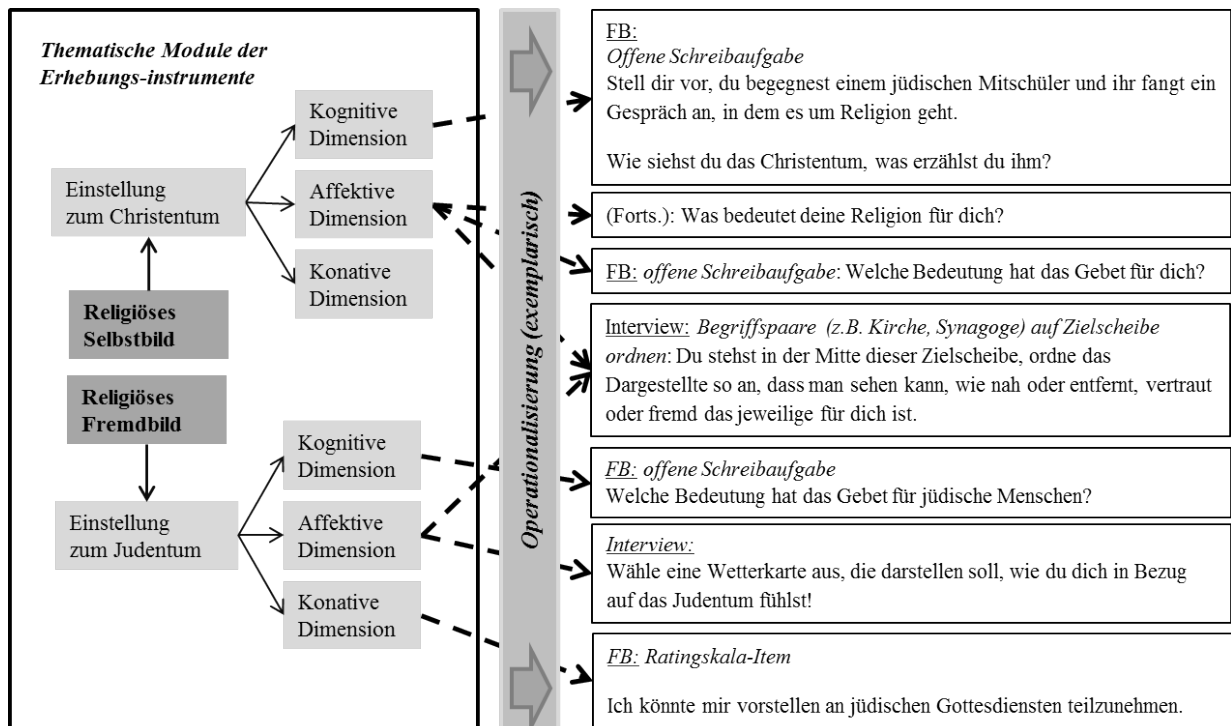 Thematische Module der
Erhebungs-instrumente
Kognitive
Dimension
Einstellung
zum Christentum
Affektive
Dimension
Konative
Dimension
Religiöses
Selbstbild
Religiöses
Fremdbild
Kognitive
Dimension
Einstellung
zum Judentum
Affektive
Dimension
Konative
Dimension
Operationalisierung (exemplarisch)
FB:
Offene Schreibaufgabe
Stell dir vor, du begegnest einem jüdischen Mitschüler und ihr fangt ein
Gespräch an, in dem es um Religion geht.
Wie siehst du das Christentum, was erzählst du ihm?
(Forts.): Was bedeutet deine Religion für dich?
FB: offene Schreibaufgabe: Welche Bedeutung hat das Gebet für dich?
Interview: Begriffspaare (z.B. Kirche, Synagoge) auf Zielscheibe
ordnen: Du stehst in der Mitte dieser Zielscheibe, ordne das
Dargestellte so an, dass man sehen kann, wie nah oder entfernt, vertraut
oder fremd das jeweilige für dich ist.
FB: offene Schreibaufgabe
Welche Bedeutung hat das Gebet für jüdische Menschen?
Interview:
Wähle eine Wetterkarte aus, die darstellen soll, wie du dich in Bezug
auf das Judentum fühlst!
FB: Ratingskala-Item
Ich könnte mir vorstellen an jüdischen Gottesdiensten teilzunehmen.